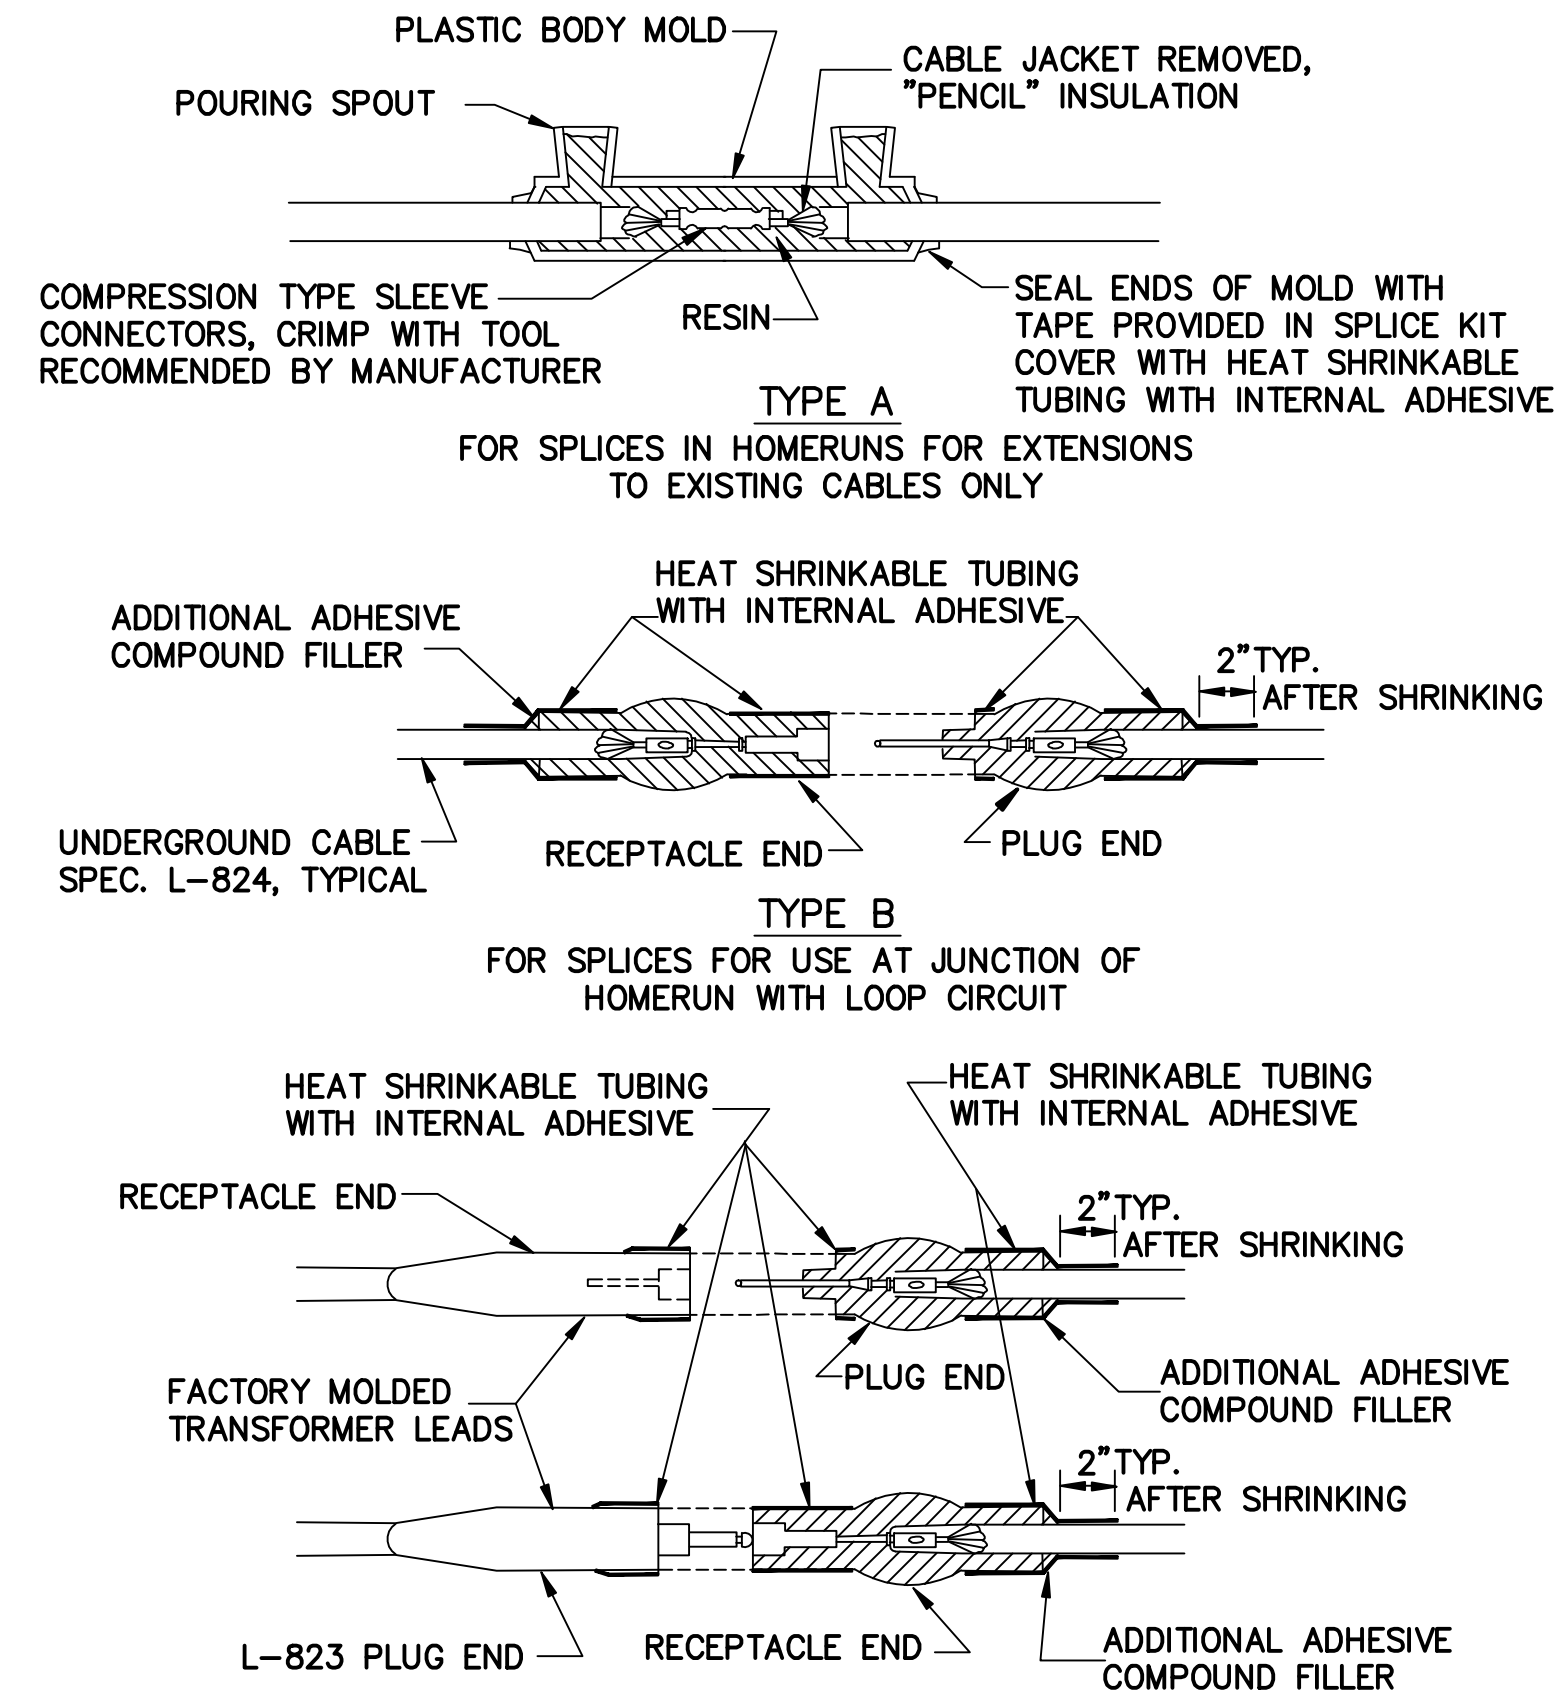 PLASTIC BODY MOLD
CABLE JACKET REMOVED,
"PENCIL" INSULATION
POURING SPOUT
COMPRESSION TYPE SLEEVE
CONNECTORS, CRIMP WITH TOOL
RECOMMENDED BY MANUFACTURER
RESIN
SEAL ENDS OF MOLD WITH
TAPE PROVIDED IN SPLICE KIT
COVER WITH HEAT SHRINKABLE
TUBING WITH INTERNAL ADHESIVE
TYPE A
FOR SPLICES IN HOMERUNS FOR EXTENSIONS
TO EXISTING CABLES ONLY
HEAT SHRINKABLE TUBING
WITH INTERNAL ADHESIVE
ADDITIONAL ADHESIVE
COMPOUND FILLER
2" TYP.
AFTER SHRINKING
UNDERGROUND CABLE
SPEC. L-824, TYPICAL
RECEPTACLE END
PLUG END
TYPE B
FOR SPLICES FOR USE AT JUNCTION OF
HOMERUN WITH LOOP CIRCUIT
HEAT SHRINKABLE TUBING
WITH INTERNAL ADHESIVE
HEAT SHRINKABLE TUBING
WITH INTERNAL ADHESIVE
RECEPTACLE END
2" TYP.
AFTER SHRINKING
PLUG END
ADDITIONAL ADHESIVE
COMPOUND FILLER
FACTORY MOLDED
TRANSFORMER LEADS
2" TYP.
AFTER SHRINKING
L-823 PLUG END
RECEPTACLE END
ADDITIONAL ADHESIVE
COMPOUND FILLER